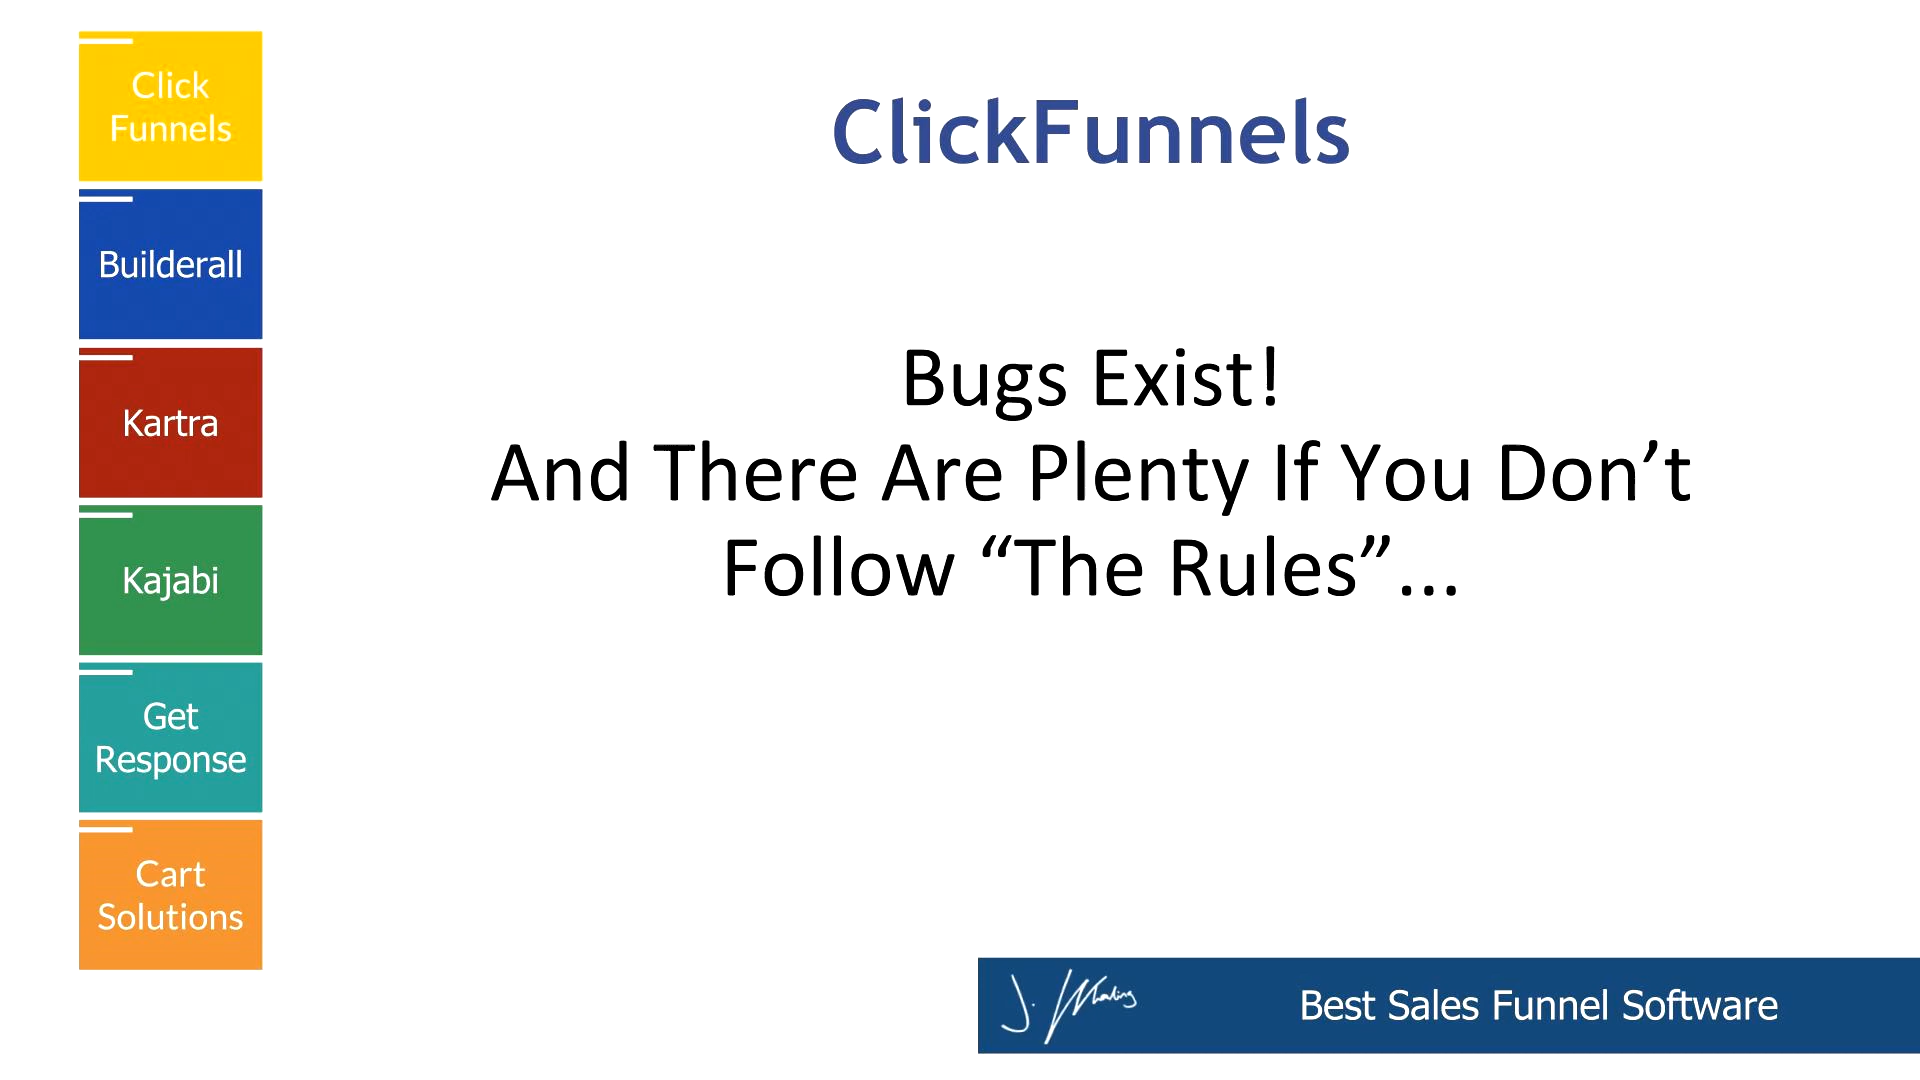 Click
Funnels
Builderall
Kartra
Kajabi
Get
Response
Cart
Solutions
ClickFunnels
Bugs Exist!
And There Are Plenty If You Don’t
Follow “The Rules”...
Best Sales Funnel Software